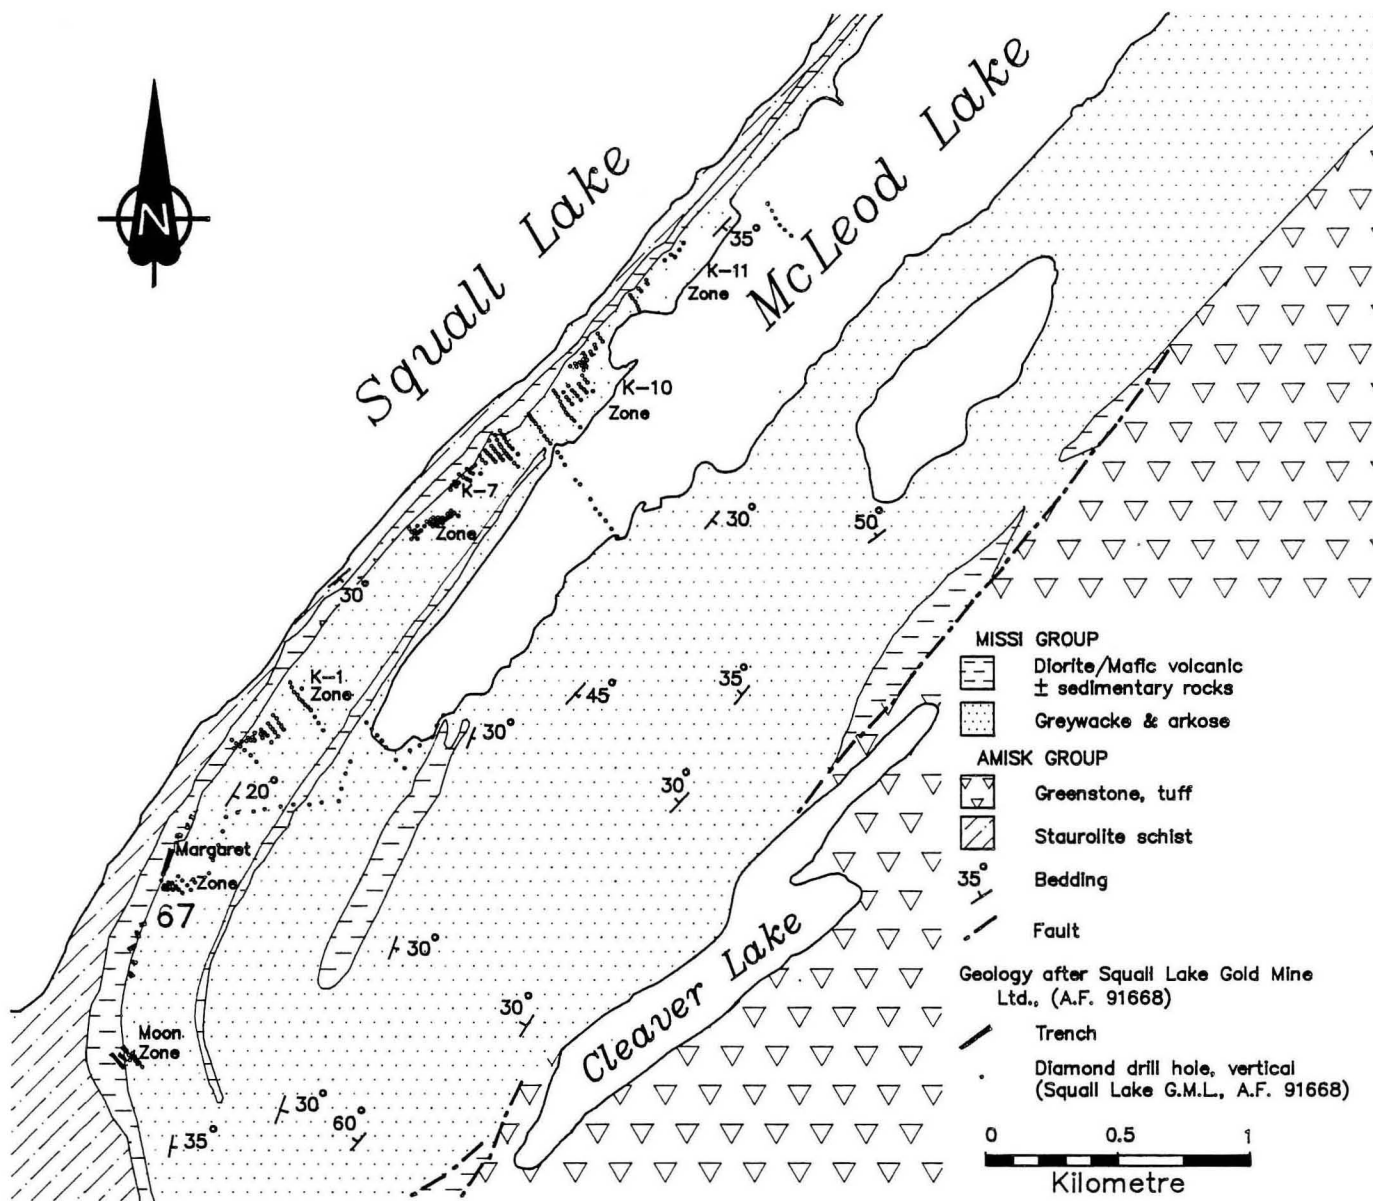 Squall Lake
McLeod Lake
N
35°
K-11
Zone
K-10
Zone
K-7
Zone
30°
50°
30°
K-1
Zone
45°
35°
30°
20°
30°
Margaret
Zone
67
30°
30°
Moon
Zone
30°
60°
35°
Cleaver Lake
MISSI GROUP
Diorite/Mafic volcanic
± sedimentary rocks
Greywacke & arkose
AMISK GROUP
Greenstone, tuff
Staurolite schist
35°
Bedding
Fault
Geology after Squall Lake Gold Mine
Ltd., (A.F. 91668)
Trench
Diamond drill hole, vertical
(Squall Lake G.M.L., A.F. 91668)
0 0.5 1
Kilometre